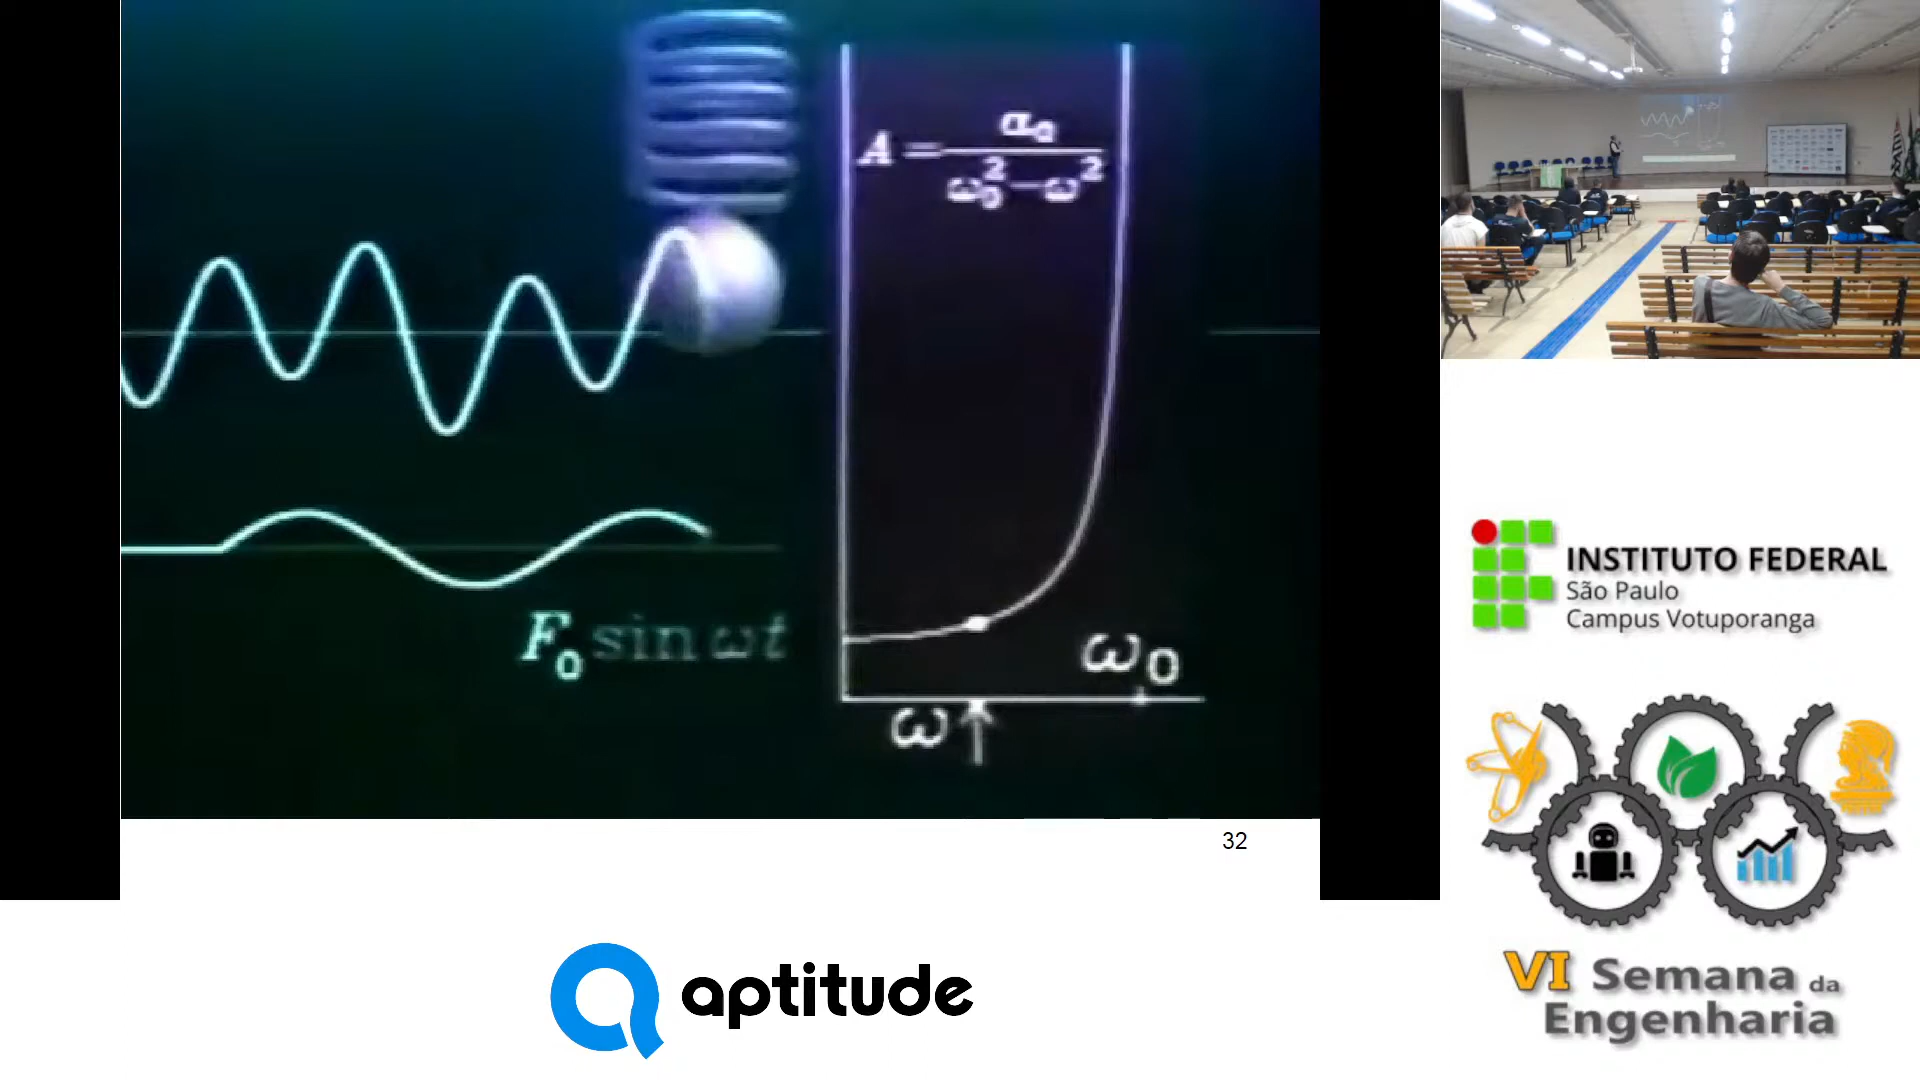 A = a₀ / ω₀² − ω²
F₀ sin ωt
ω₀
ω
32
aptitude
INSTITUTO FEDERAL
São Paulo
Campus Votuporanga
VI Semana da
Engenharia